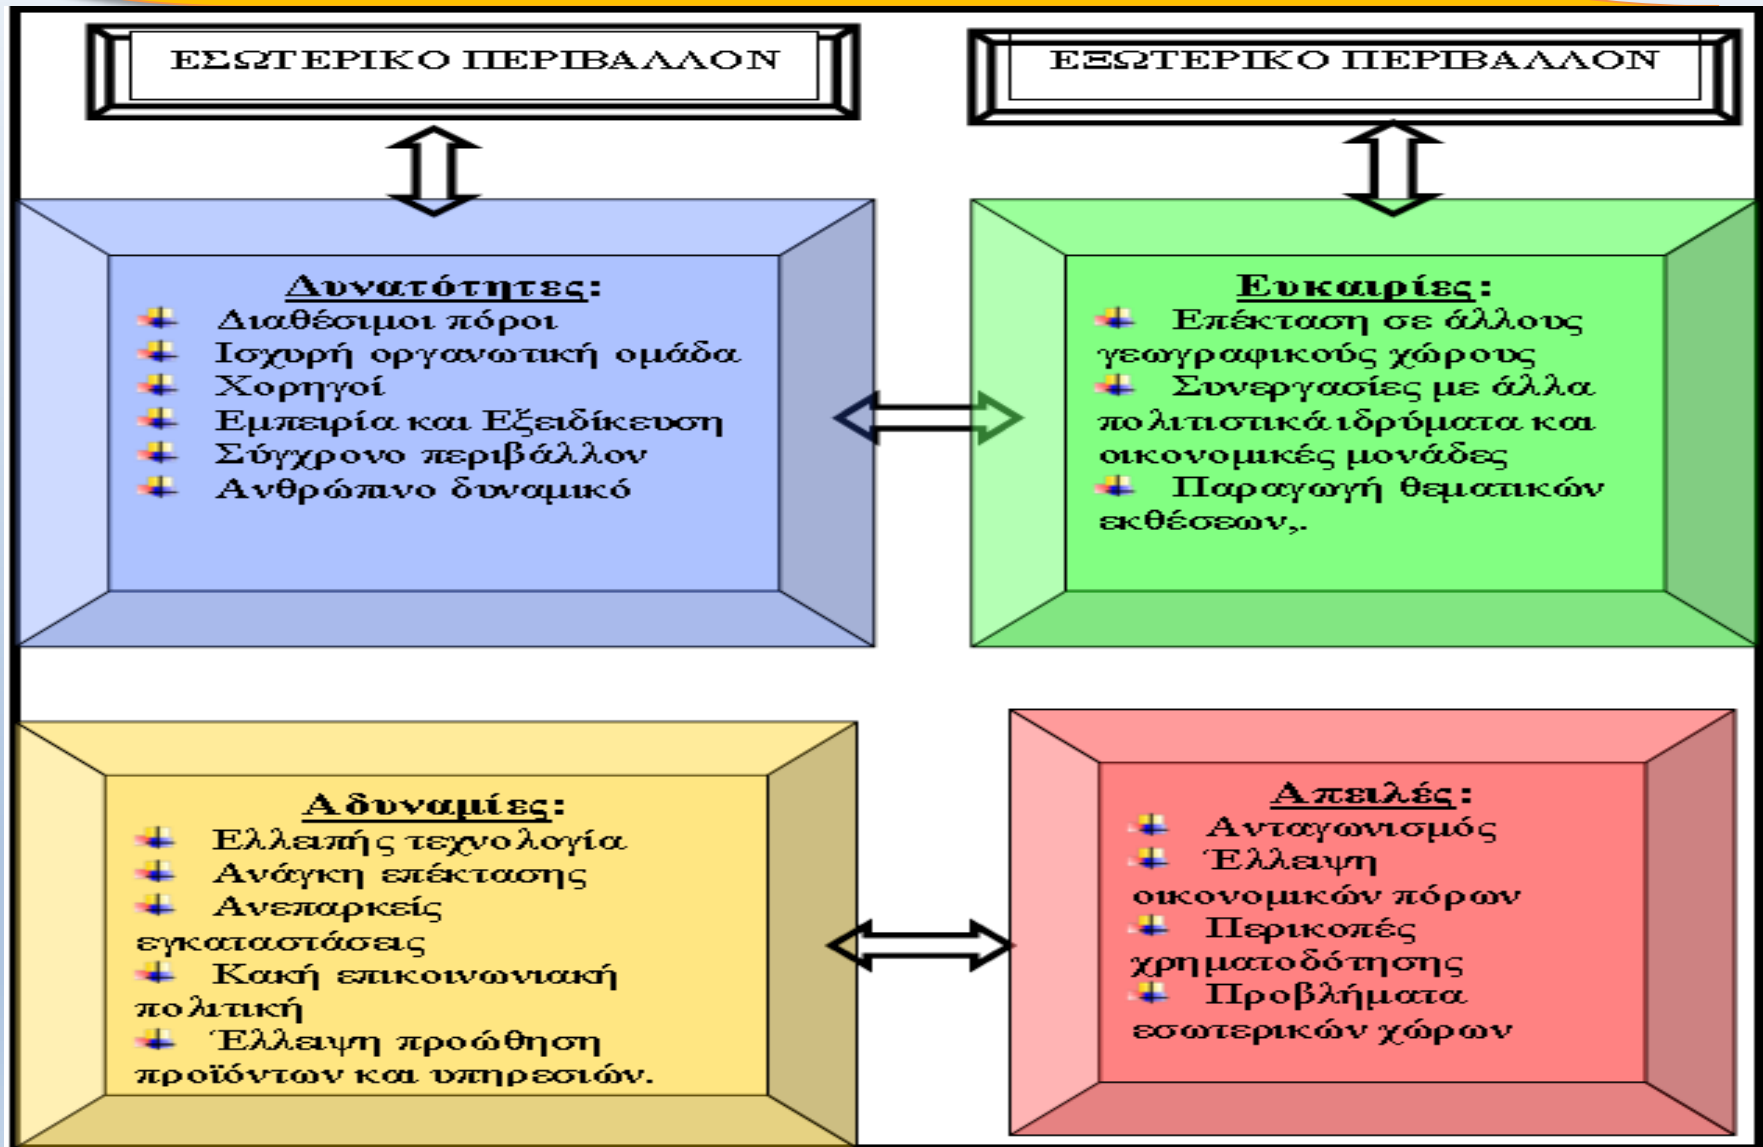 ΕΣΩΤΕΡΙΚΟ ΠΕΡΙΒΑΛΛΟΝ
ΕΞΩΤΕΡΙΚΟ ΠΕΡΙΒΑΛΛΟΝ
Δυνατότητες:
Διαθέσιμοι πόροι
Ισχυρή οργανωτική ομάδα
Χορηγοί
Εμπειρία και Εξειδίκευση
Σύγχρονο περιβάλλον
Ανθρώπινο δυναμικό
Ευκαιρίες:
Επέκταση σε άλλους
γεωγραφικούς χώρους
Συνεργασίες με άλλα
πολιτιστικά ιδρύματα και
οικονομικές μονάδες
Παραγωγή θεματικών
εκθέσεων,.
Αδυναμίες:
Ελλειπής τεχνολογία
Ανάγκη επέκτασης
Ανεπαρκείς
εγκαταστάσεις
Κακή επικοινωνιακή
πολιτική
Έλλειψη προώθηση
προϊόντων και υπηρεσιών.
Απειλές:
Ανταγωνισμός
Έλλειψη
οικονομικών πόρων
Περικοπές
χρηματοδότησης
Προβλήματα
εσωτερικών χώρων